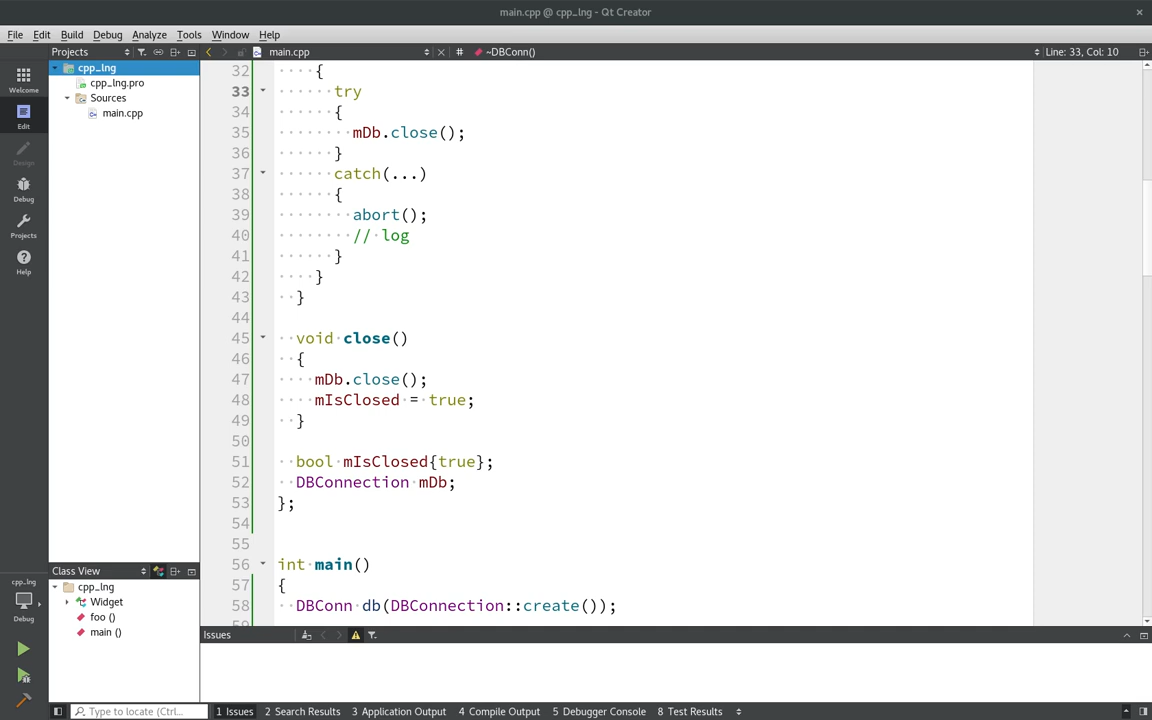 main.cpp @ cpp_lng - Qt Creator
File Edit Build Debug Analyze Tools Window Help
Projects
main.cpp
# ~DBConn()
Line: 33, Col: 10
Welcome
Edit
Design
Debug
Projects
Help
cpp_lng
cpp_lng.pro
Sources
main.cpp
32 {
33 try
34 {
35 mDb.close();
36 }
37 catch(...)
38 {
39 abort();
40 // log
41 }
42 }
43 }
44
45 void close()
46 {
47 mDb.close();
48 mIsClosed = true;
49 }
50
51 bool mIsClosed{true};
52 DBConnection mDb;
53 };
54
55
56 int main()
57 {
58 DBConn db(DBConnection::create());
59
Class View
cpp_lng
Widget
foo ()
main ()
cpp_lng
Debug
Issues
Type to locate (Ctrl...
1 Issues 2 Search Results 3 Application Output 4 Compile Output 5 Debugger Console 8 Test Results